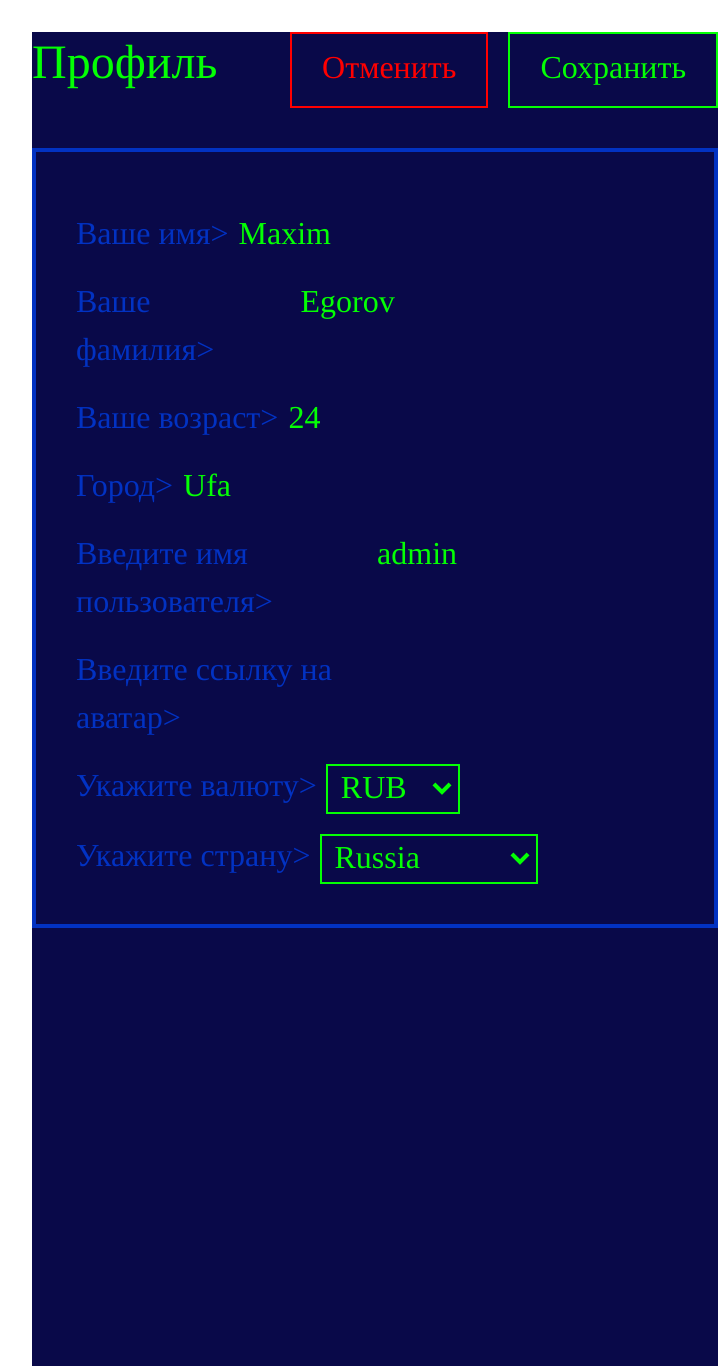 Профиль Отменить Сохранить
Ваше имя> Maxim
Ваше Egorov
фамилия>
Ваше возраст> 24
Город> Ufa
Введите имя admin
пользователя>
Введите ссылку на
аватар>
Укажите валюту> RUB
Укажите страну> Russia